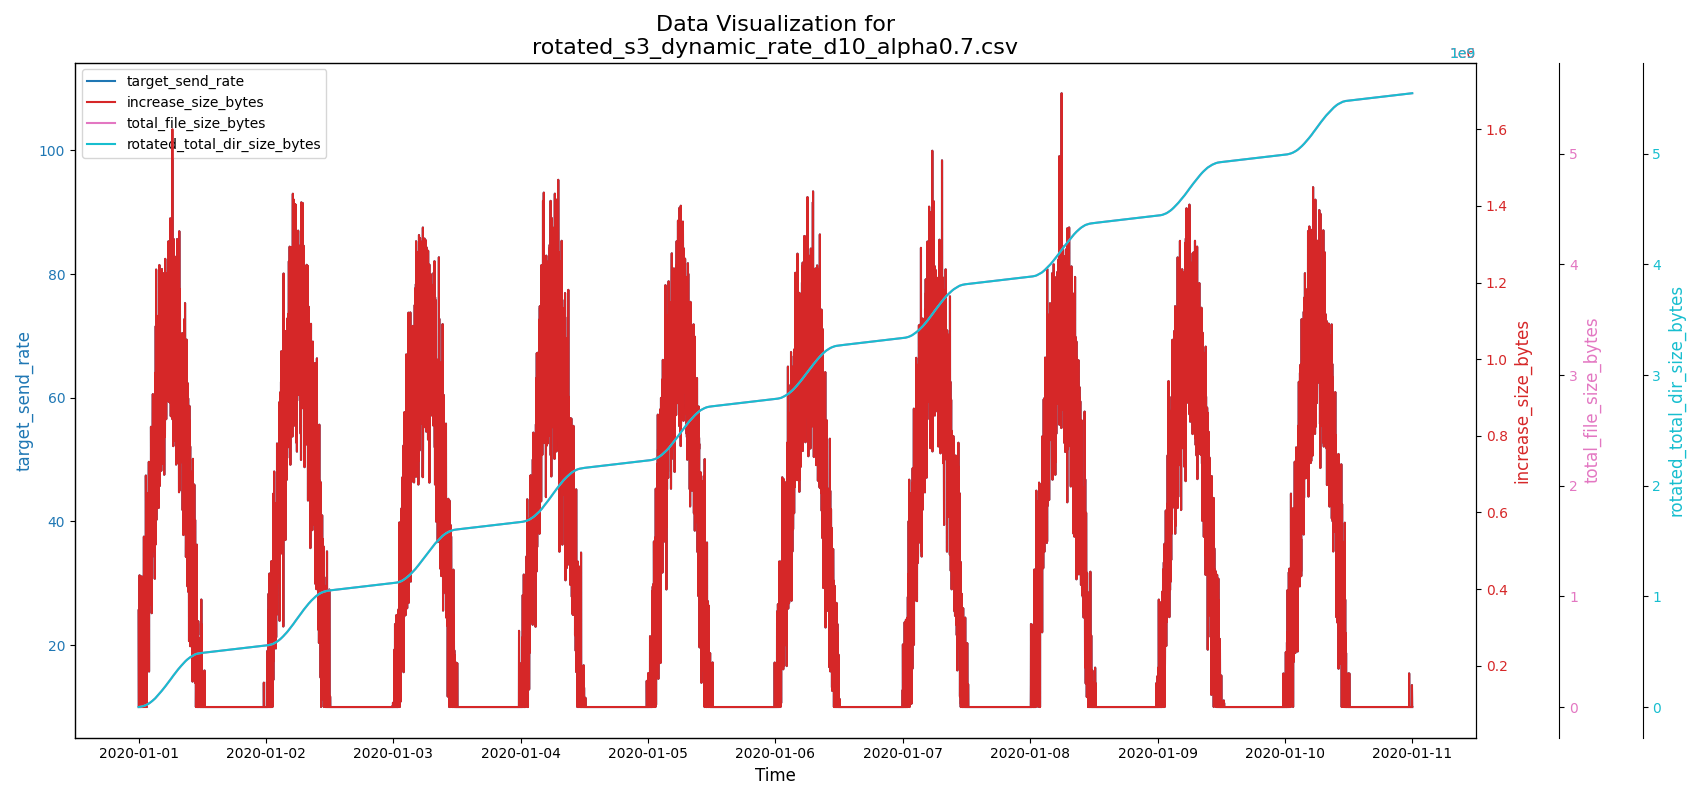 Data Visualization for
rotated_s3_dynamic_rate_d10_alpha0.7.csv
target_send_rate
increase_size_bytes
total_file_size_bytes
rotated_total_dir_size_bytes
target_send_rate
100
80
60
40
20
1.6
1.4
1.2
1.0
0.8
0.6
0.4
0.2
increase_size_bytes
5
4
3
2
1
0
total_file_size_bytes
5
4
3
2
1
0
rotated_total_dir_size_bytes
2020-01-01 2020-01-02 2020-01-03 2020-01-04 2020-01-05 2020-01-06 2020-01-07 2020-01-08 2020-01-09 2020-01-10 2020-01-11
Time